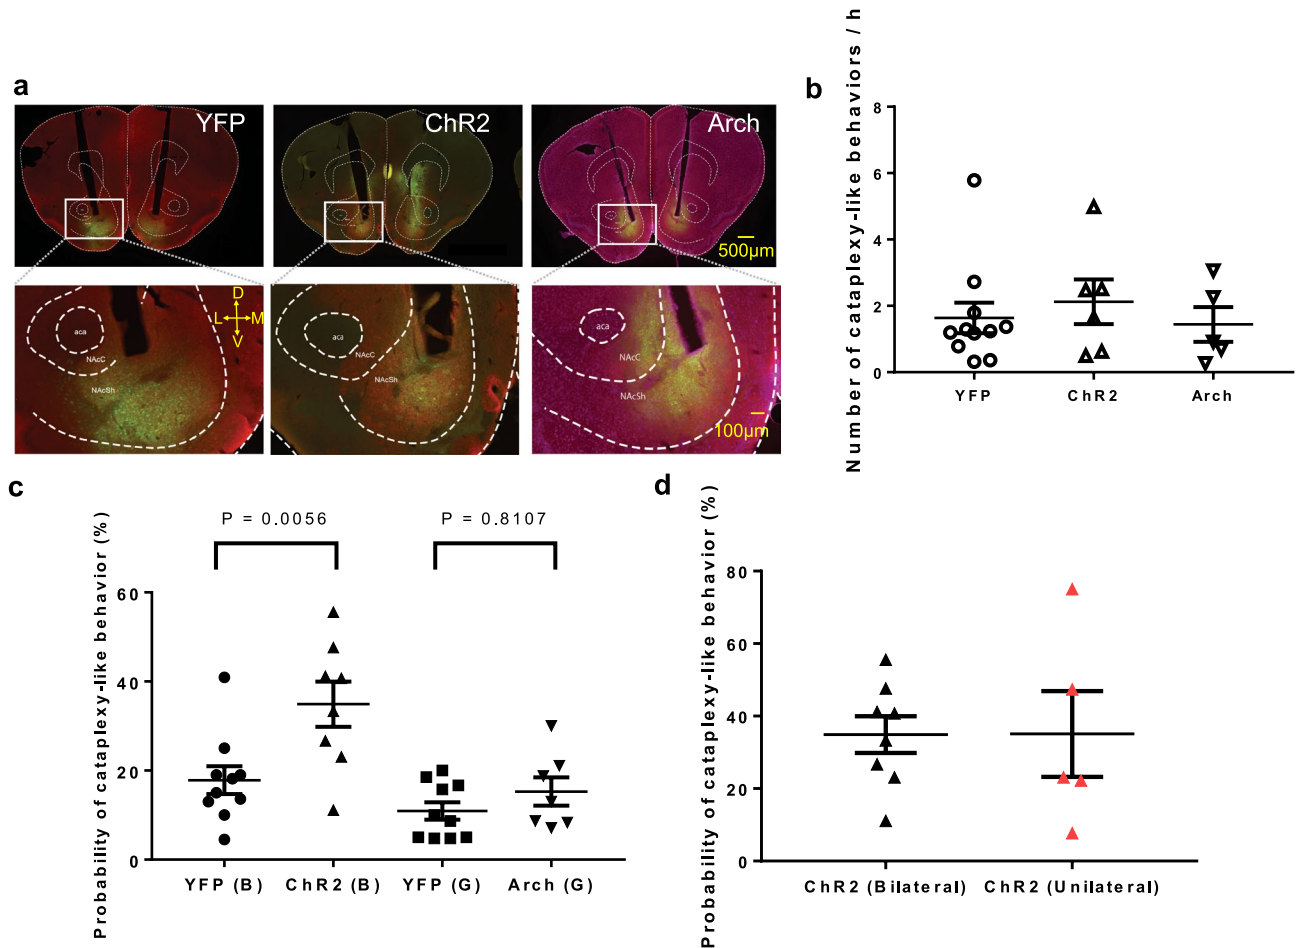 a
YFP
ChR2
Arch
500µm
D
L M
V
aca
NAcC
NAcSh
aca
NAcC
NAcSh
aca
NAcC
NAcSh
100µm
b
Number of cataplexy-like behaviors / h
8
6
4
2
0
YFP ChR2 Arch
c
P = 0.0056 P = 0.8107
Probability of cataplexy-like behavior (%)
60
40
20
0
YFP (B) ChR2 (B) YFP (G) Arch (G)
d
Probability of cataplexy-like behavior (%)
80
60
40
20
0
ChR2 (Bilateral) ChR2 (Unilateral)